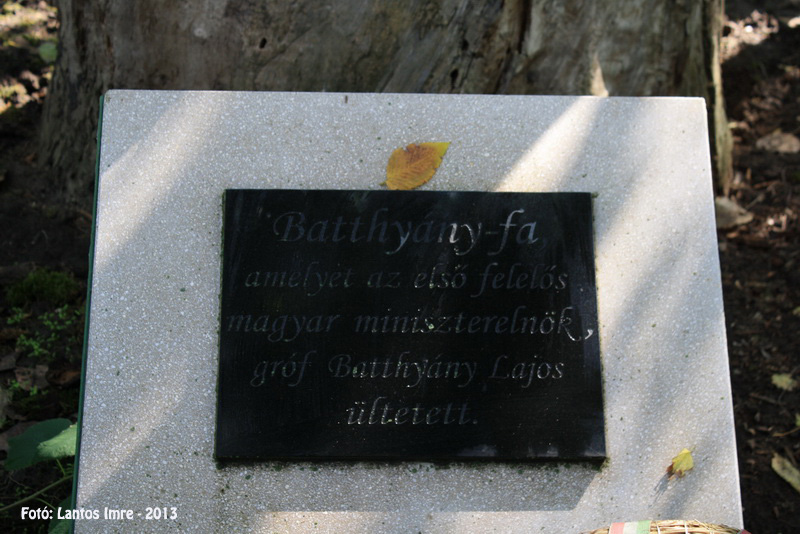 Batthyány-fa,
amelyet az első felelős
magyar miniszterelnök,
gróf Batthyány Lajos
ültetett.
Fotó: Lantos Imre - 2013